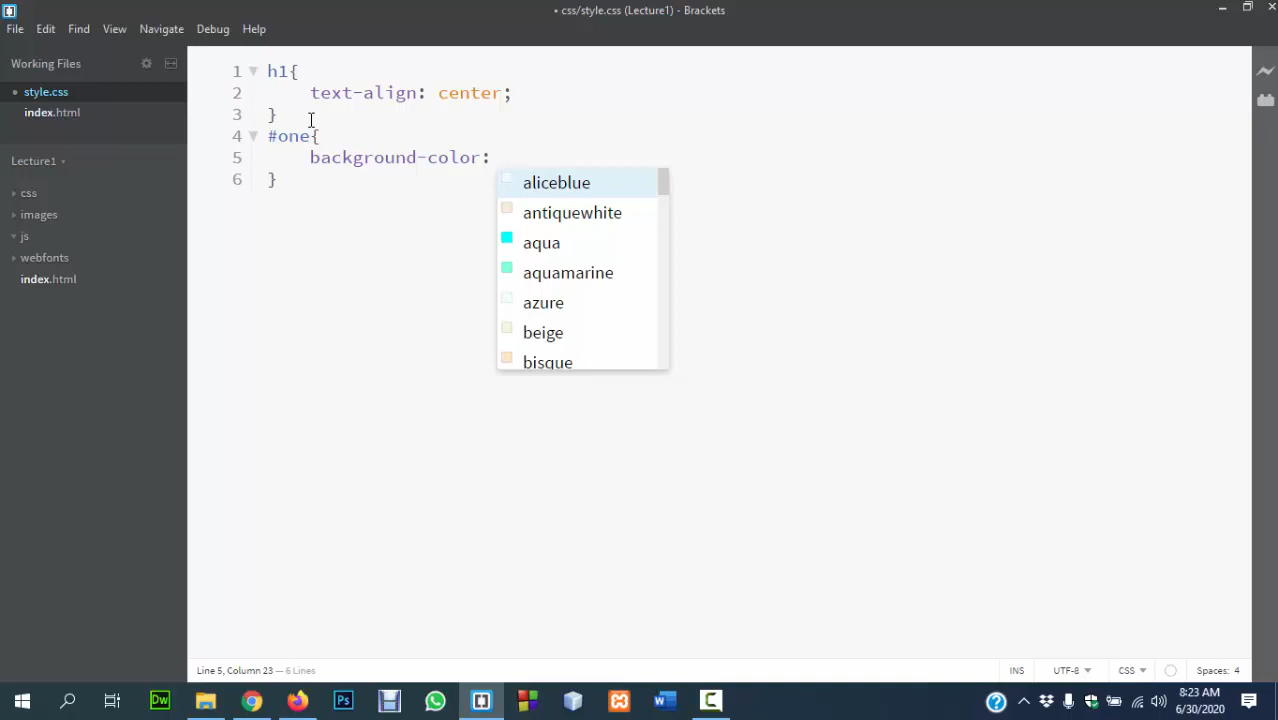 • css/style.css (Lecture1) - Brackets
File Edit Find View Navigate Debug Help
Working Files
• style.css
index.html
Lecture1
css
images
js
webfonts
index.html
1 h1{
2 text-align: center;
3 }
4 #one{
5 background-color:
6 }
aliceblue
antiquewhite
aqua
aquamarine
azure
beige
bisque
Line 5, Column 23 — 6 Lines
INS UTF-8 CSS Spaces: 4
Dw Ps
8:23 AM
6/30/2020